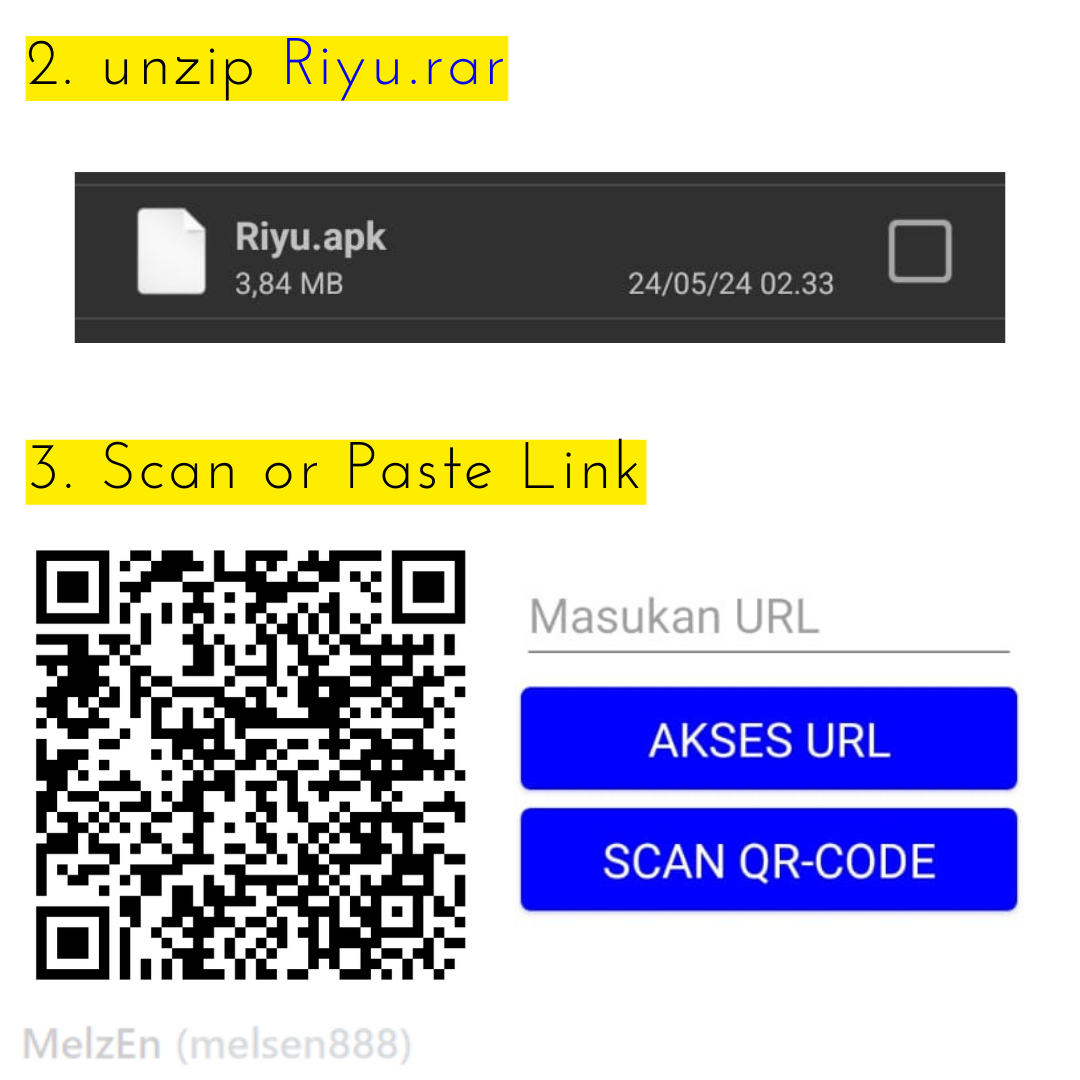 2. unzip Riyu.rar
Riyu.apk
3,84 MB
24/05/24 02.33
3. Scan or Paste Link
Masukan URL
AKSES URL
SCAN QR-CODE
MelzEn (melsen888)